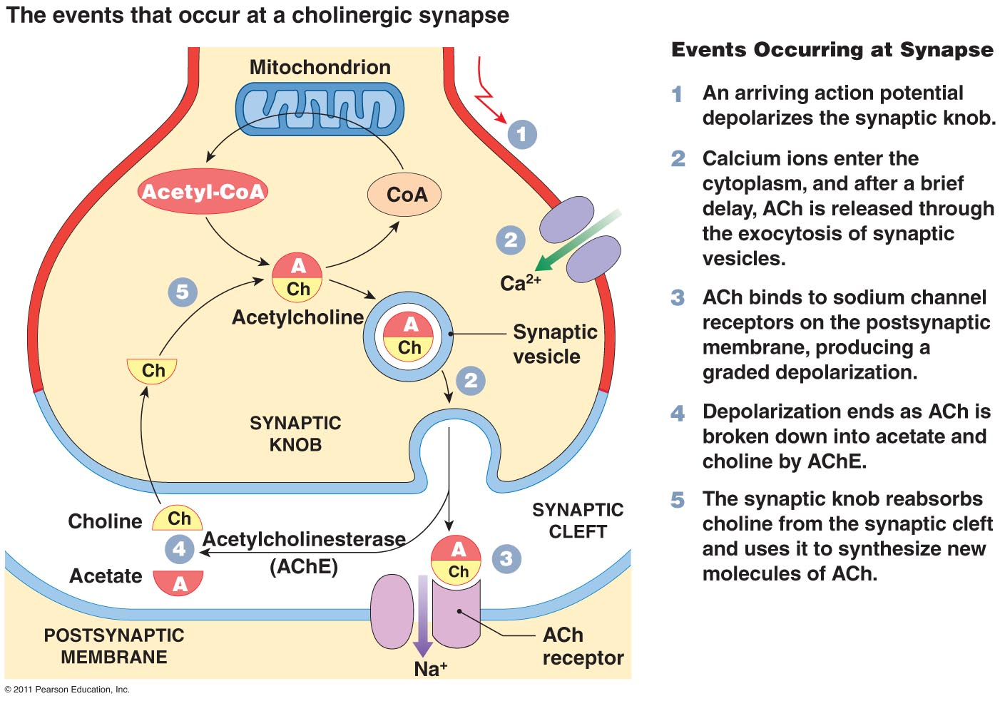 The events that occur at a cholinergic synapse
Mitochondrion
1
Acetyl-CoA
CoA
2
Ca²⁺
A
Ch
Acetylcholine
5
A
Ch
Synaptic
vesicle
Ch
2
SYNAPTIC
KNOB
Choline
Ch
4
Acetate
A
Acetylcholinesterase
(AChE)
SYNAPTIC
CLEFT
A
Ch
3
POSTSYNAPTIC
MEMBRANE
ACh
receptor
Na⁺
Events Occurring at Synapse
1 An arriving action potential
depolarizes the synaptic knob.
2 Calcium ions enter the
cytoplasm, and after a brief
delay, ACh is released through
the exocytosis of synaptic
vesicles.
3 ACh binds to sodium channel
receptors on the postsynaptic
membrane, producing a
graded depolarization.
4 Depolarization ends as ACh is
broken down into acetate and
choline by AChE.
5 The synaptic knob reabsorbs
choline from the synaptic cleft
and uses it to synthesize new
molecules of ACh.
© 2011 Pearson Education, Inc.